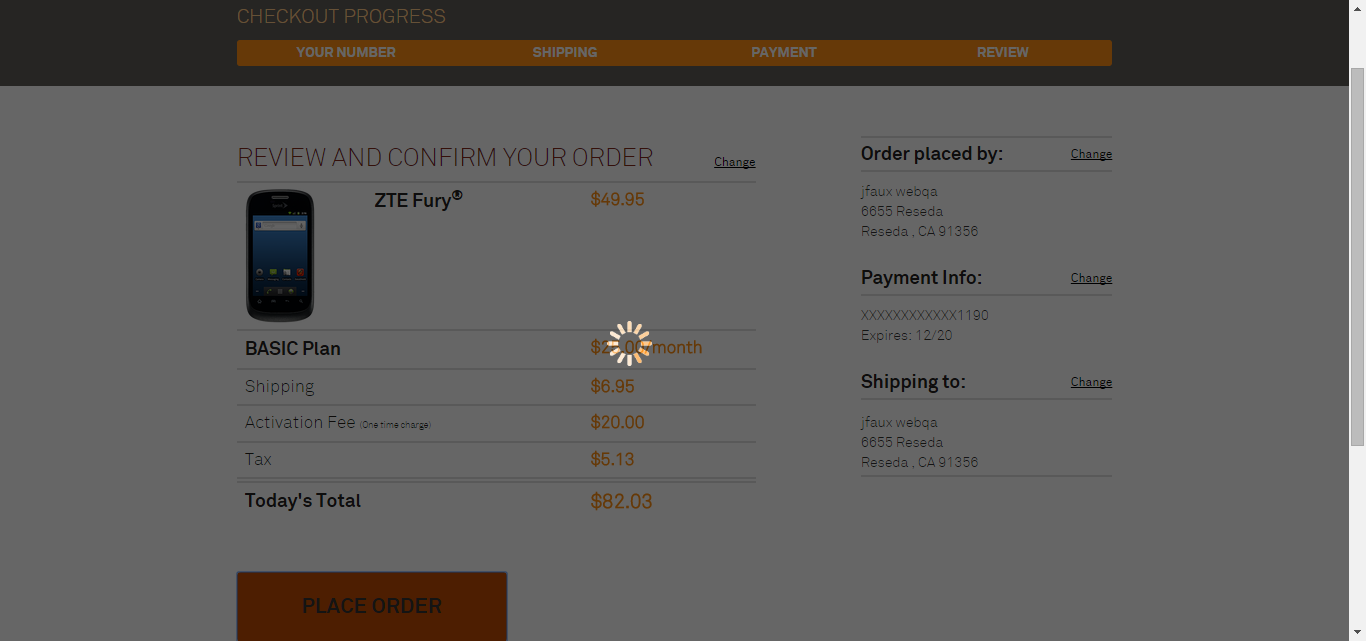 CHECKOUT PROGRESS
YOUR NUMBER SHIPPING PAYMENT REVIEW
REVIEW AND CONFIRM YOUR ORDER Change
ZTE Fury® $49.95
BASIC Plan /month
Shipping $6.95
Activation Fee (One time charge) $20.00
Tax $5.13
Today's Total $82.03
PLACE ORDER
Order placed by: Change
jfaux webqa
6655 Reseda
Reseda , CA 91356
Payment Info: Change
XXXXXXXXXXXX1190
Expires: 12/20
Shipping to: Change
jfaux webqa
6655 Reseda
Reseda , CA 91356